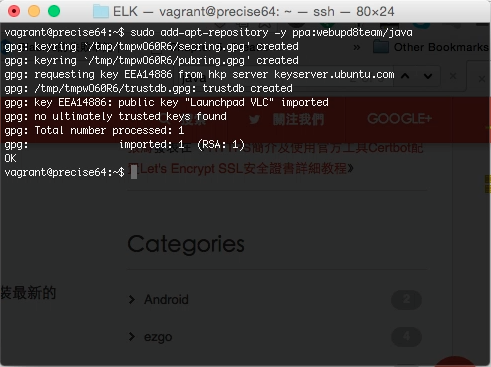 ELK — vagrant@precise64: ~ — ssh — 80×24
vagrant@precise64:~$ sudo add-apt-repository -y ppa:webupd8team/java
gpg: keyring `/tmp/tmpwO60R6/secring.gpg' created
gpg: keyring `/tmp/tmpwO60R6/pubring.gpg' created
gpg: requesting key EEA14886 from hkp server keyserver.ubuntu.com
gpg: /tmp/tmpwO60R6/trustdb.gpg: trustdb created
gpg: key EEA14886: public key "Launchpad VLC" imported
gpg: no ultimately trusted keys found
gpg: Total number processed: 1
gpg: imported: 1 (RSA: 1)
OK
vagrant@precise64:~$
Other Bookmarks
關注我們
GOOGLE+
簡介及使用官方工具Certbot配
Let's Encrypt SSL安全證書詳細教程
Categories
裝最新的
Android 2
ezgo 4